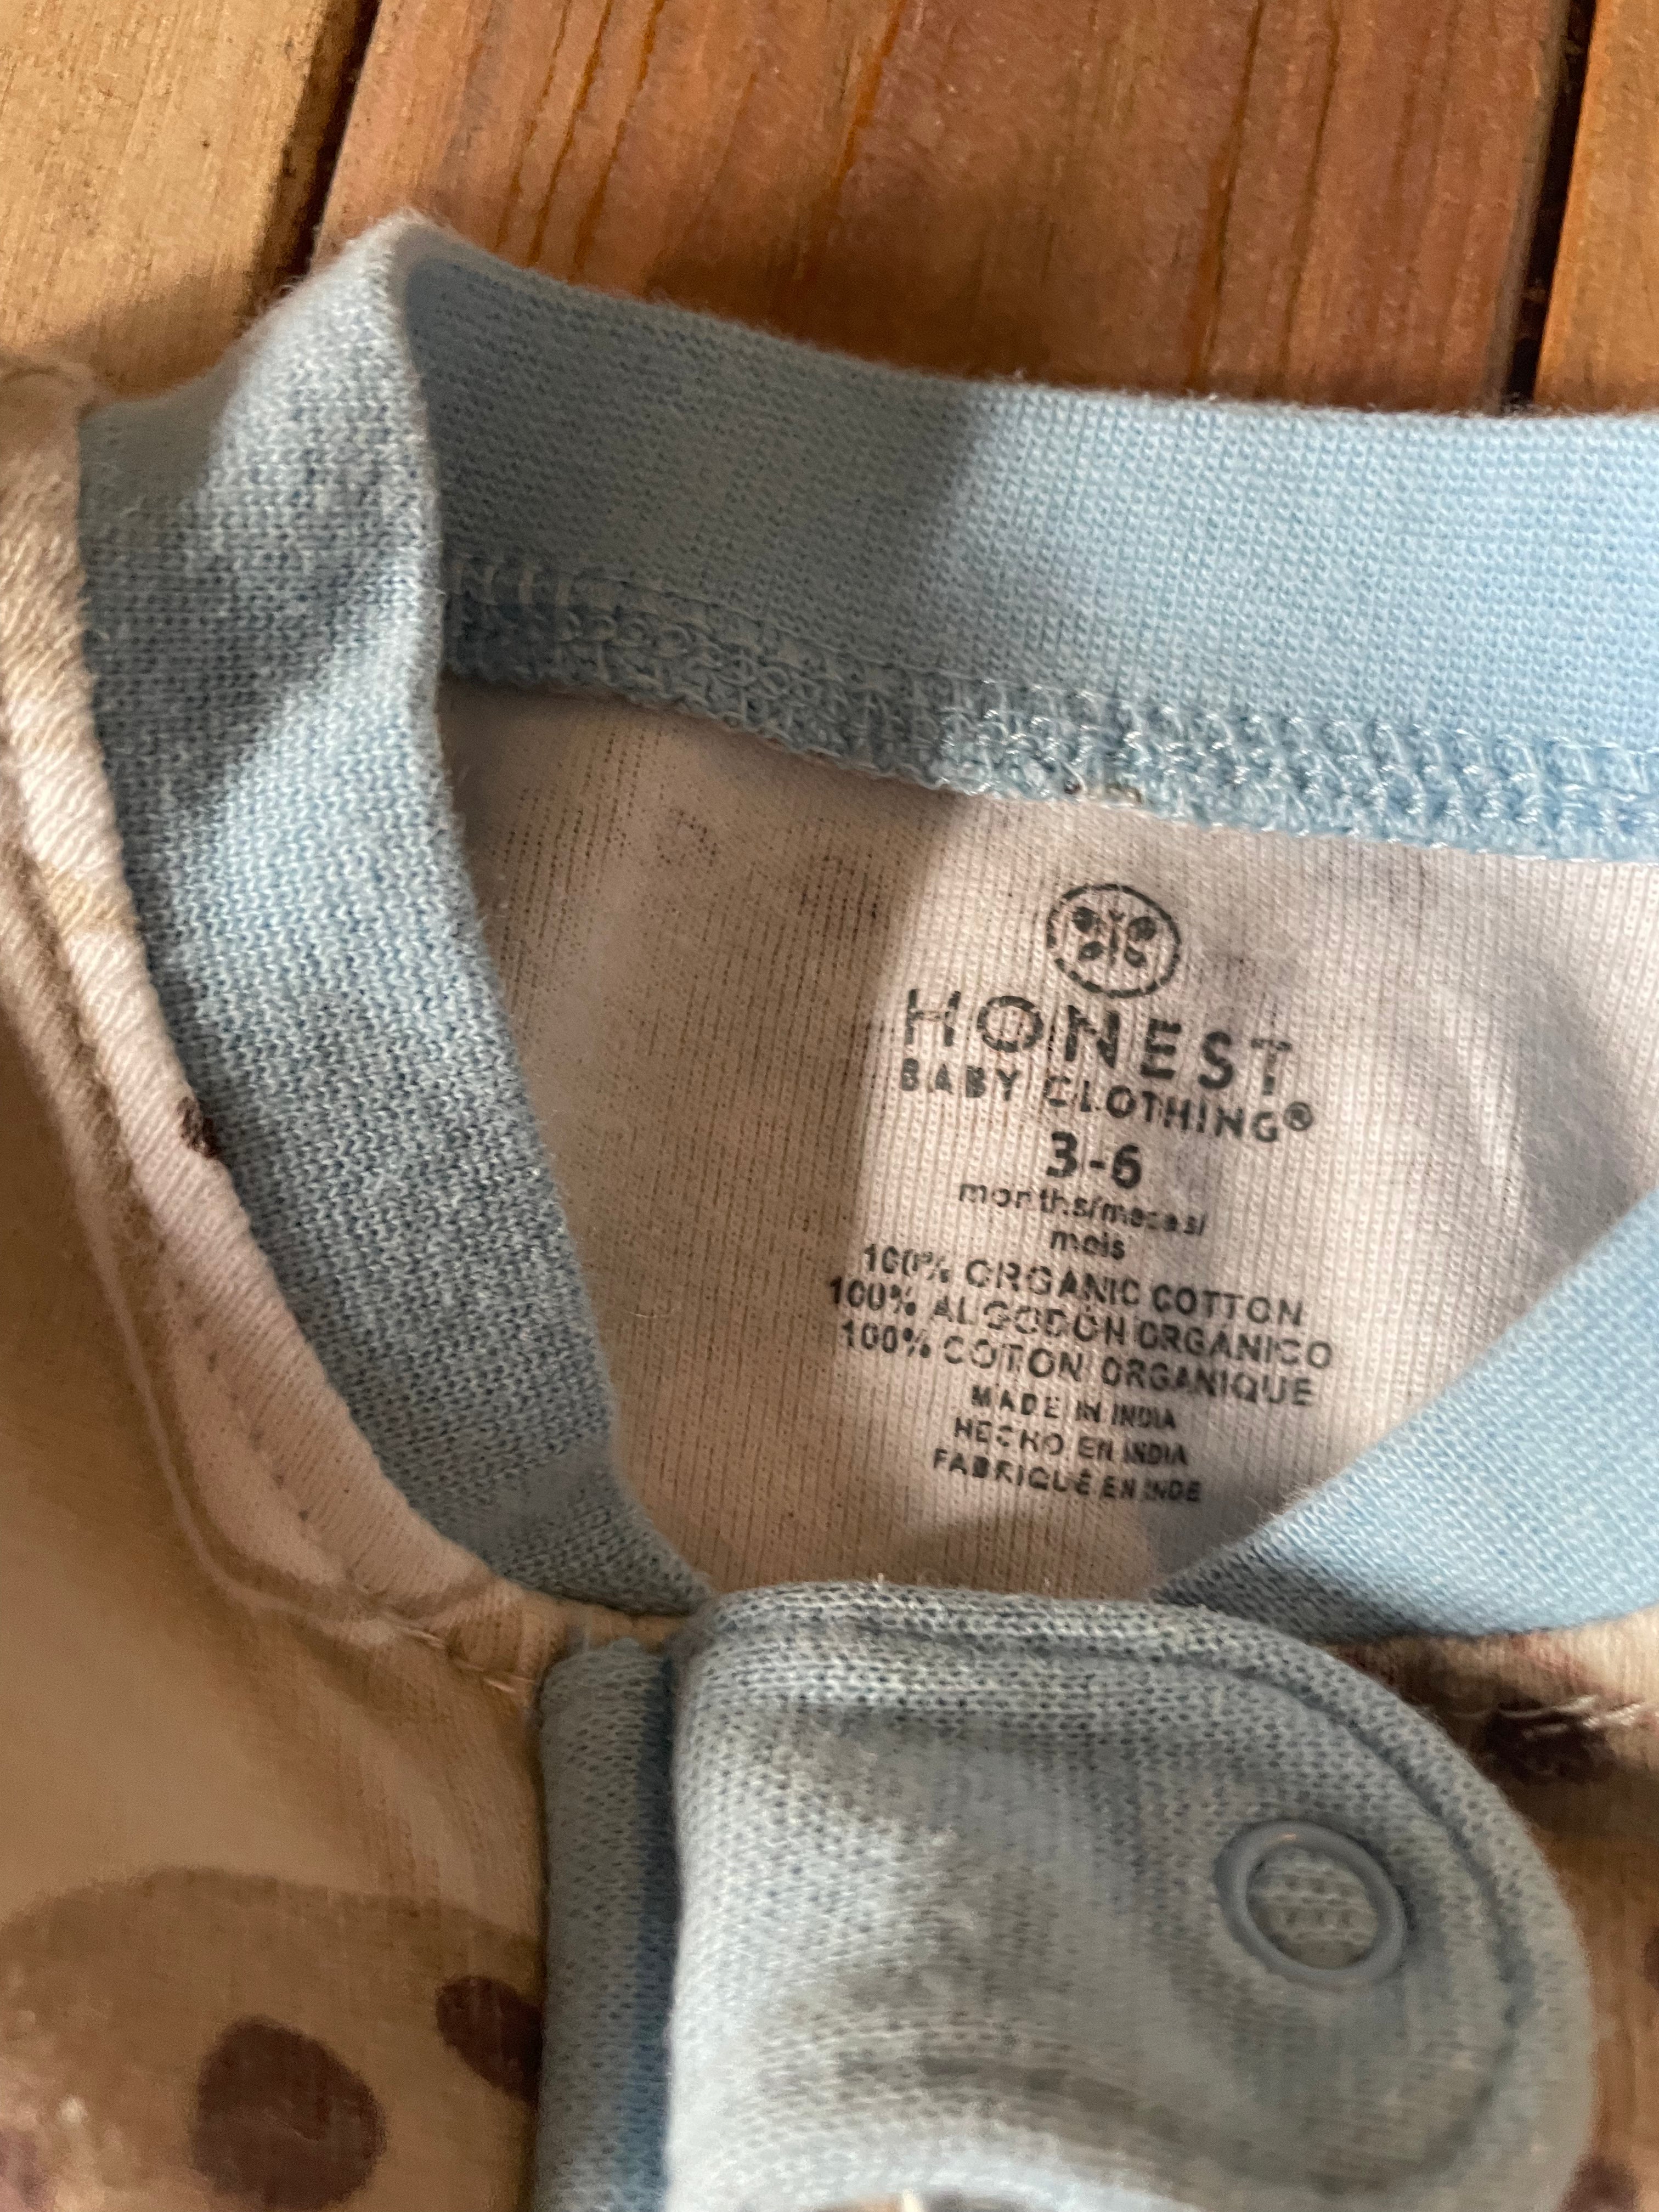 HONEST
BABY CLOTHING®
3-6
months/meses/
mois
100% ORGANIC COTTON
100% ALGODÓN ORGÁNICO
100% COTON ORGANIQUE
MADE IN INDIA
HECHO EN INDIA
FABRIQUÉ EN INDE